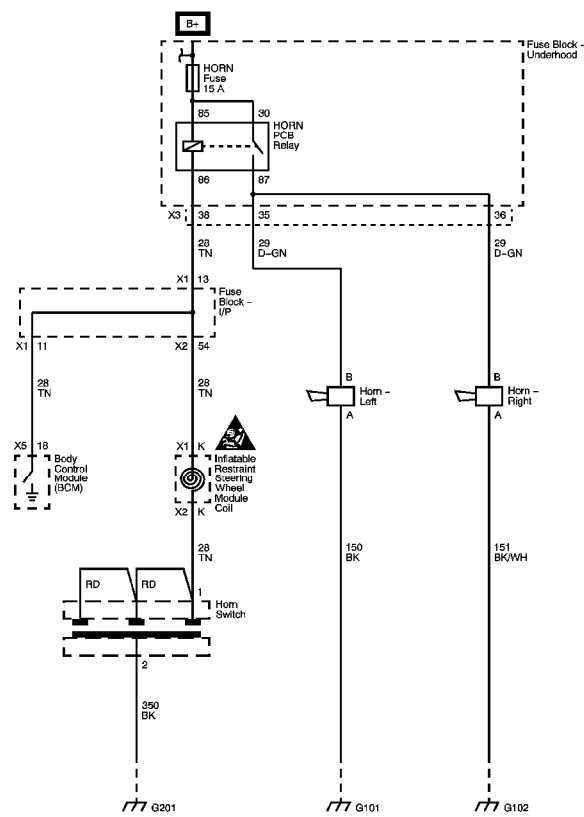 B+
Fuse Block –
Underhood
HORN
Fuse
15 A
85
30
HORN
PCB
Relay
86
87
X3
38
35
36
28
TN
29
D–GN
29
D–GN
X1
13
Fuse
Block –
I/P
X1
11
X2
54
28
TN
28
TN
B
Horn –
Left
A
B
Horn –
Right
A
X5
18
Body
Control
Module
(BCM)
X1
K
Inflatable
Restraint
Steering
Wheel
Module
Coil
X2
K
28
TN
150
BK
151
BK/WH
RD
RD
1
Horn
Switch
2
350
BK
G201
G101
G102